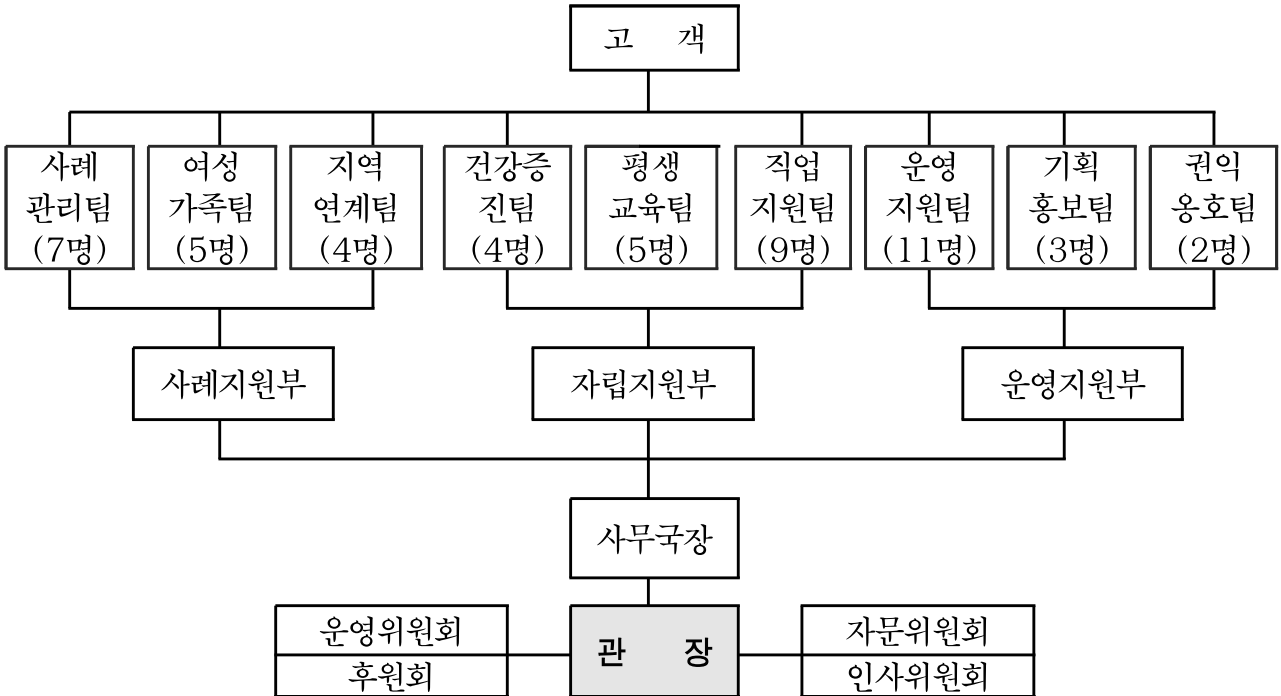 고 객
사례
관리팀
(7명)
여성
가족팀
(5명)
지역
연계팀
(4명)
건강증
진팀
(4명)
평생
교육팀
(5명)
직업
지원팀
(9명)
운영
지원팀
(11명)
기획
홍보팀
(3명)
권익
옹호팀
(2명)
사례지원부
자립지원부
운영지원부
사무국장
운영위원회
후원회
관 장
자문위원회
인사위원회